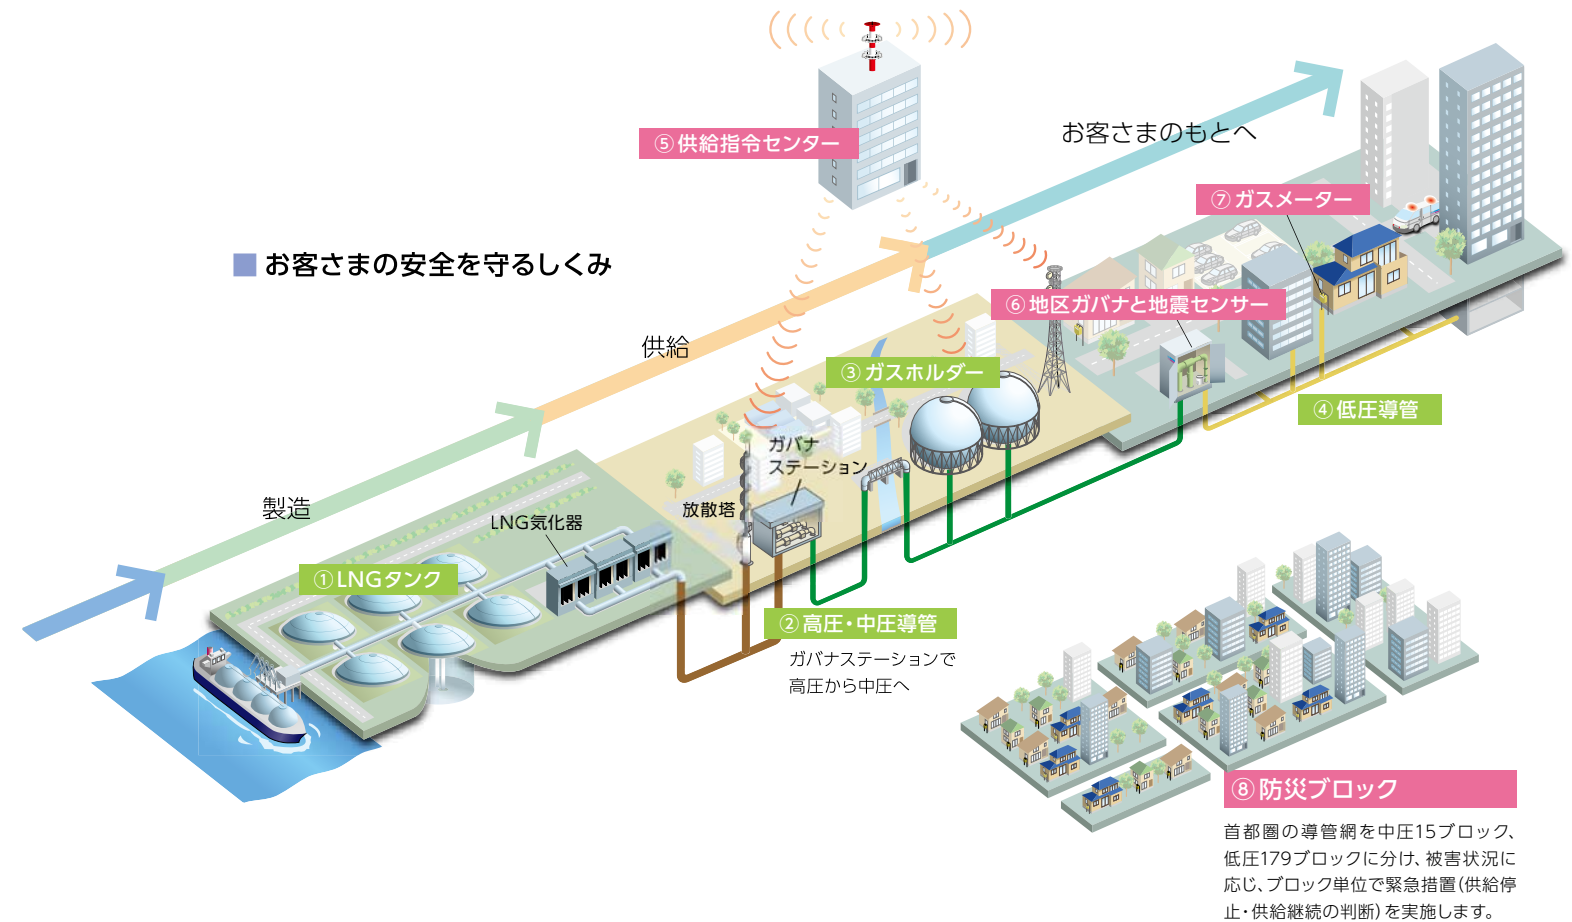 ⑤供給指令センター
お客さまのもとへ
⑦ガスメーター
■ お客さまの安全を守るしくみ
⑥地区ガバナと地震センサー
供給
③ガスホルダー
④低圧導管
ガバナ
ステーション
製造
放散塔
LNG気化器
①LNGタンク
②高圧・中圧導管
ガバナステーションで
高圧から中圧へ
⑧防災ブロック
首都圏の導管網を中圧15ブロック、
低圧179ブロックに分け、被害状況に
応じ、ブロック単位で緊急措置(供給停
止・供給継続の判断)を実施します。